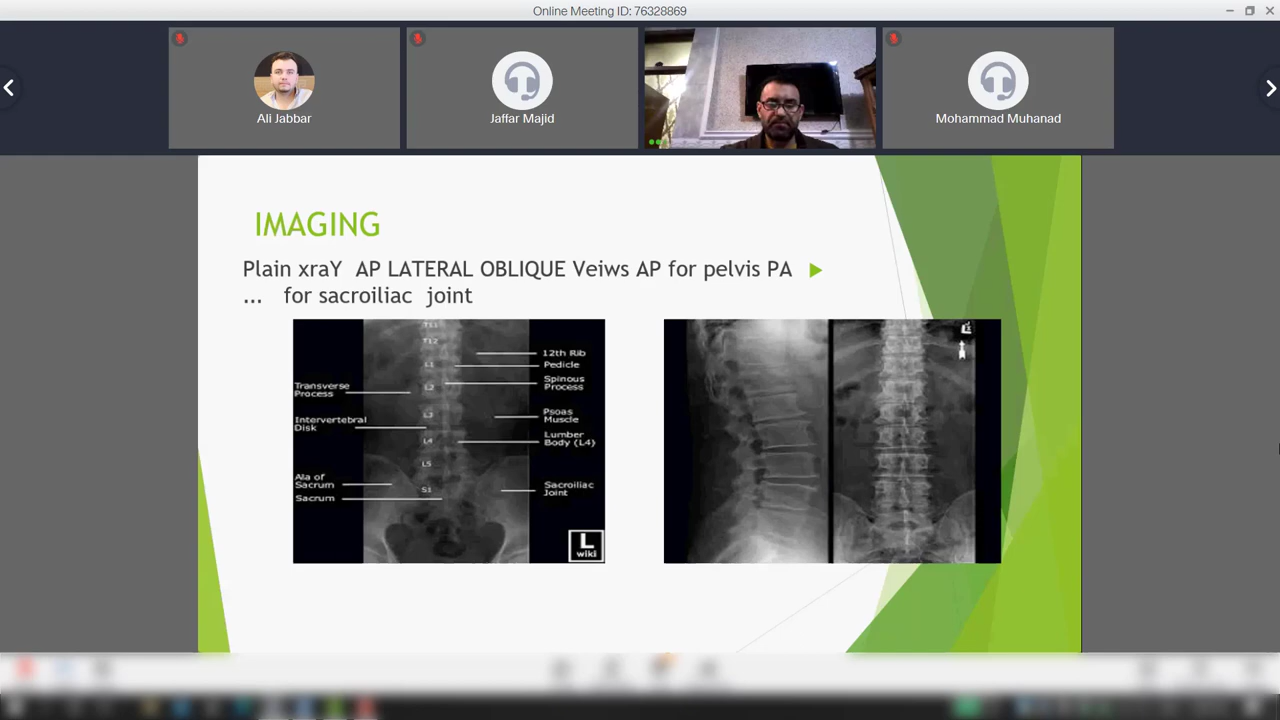 Online Meeting ID: 76328869
Ali Jabbar
Jaffar Majid
Mohammad Muhanad
IMAGING
Plain xraY AP LATERAL OBLIQUE Veiws AP for pelvis PA
... for sacroiliac joint
T11
T12
L1
L2
L3
L4
L5
S1
Transverse
Process
Intervertebral
Disk
Ala of
Sacrum
Sacrum
12th Rib
Pedicle
Spinous
Process
Psoas
Muscle
Lumber
Body (L4)
Sacroiliac
Joint
L
wiki